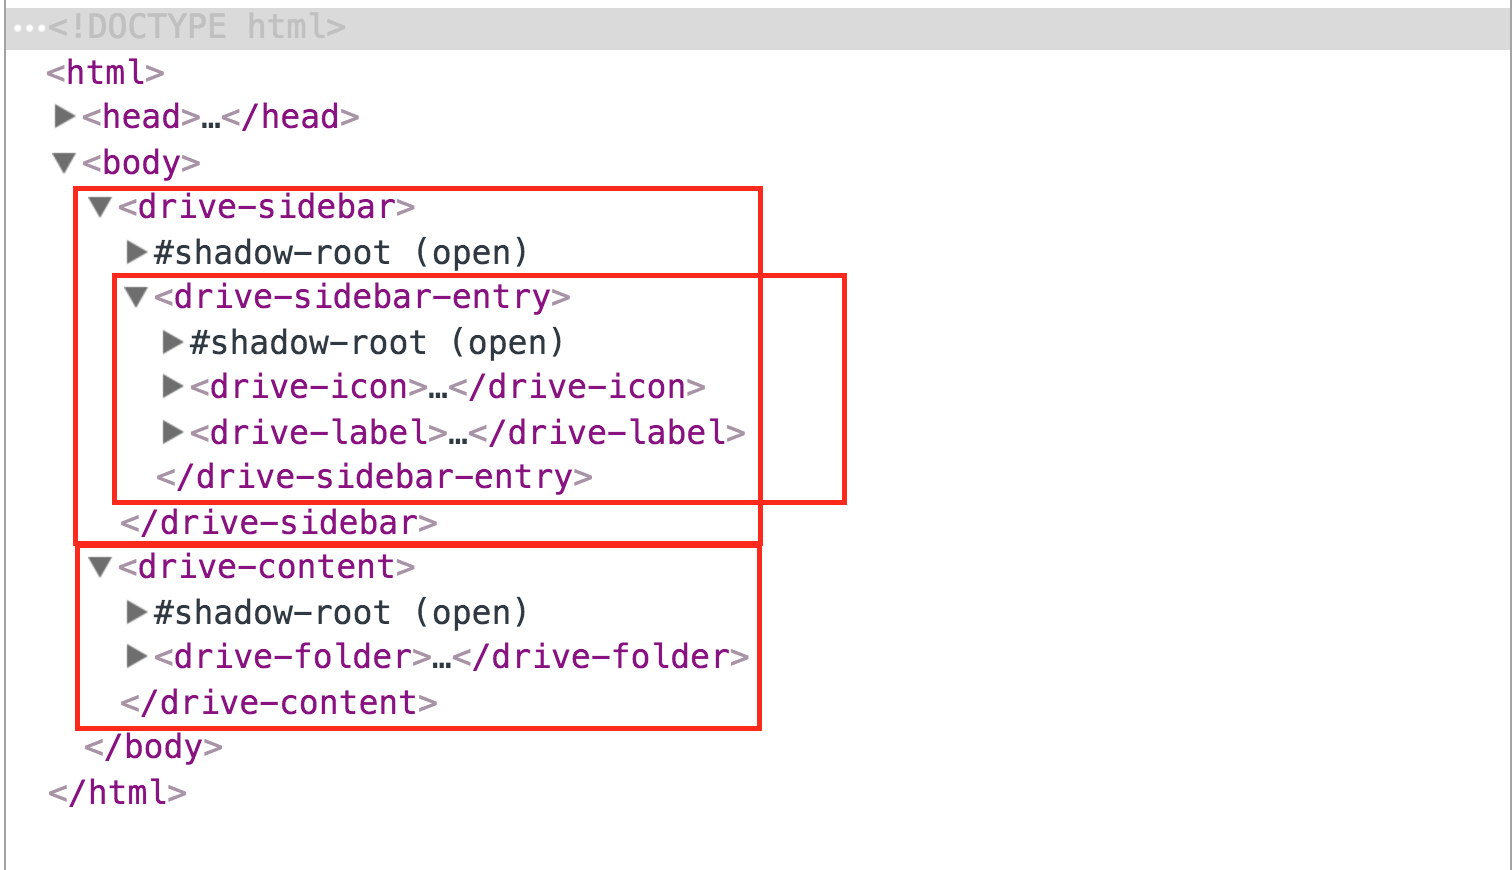 …<!DOCTYPE html>
<html>
▶<head>…</head>
▼<body>
▼<drive-sidebar>
▶#shadow-root (open)
▼<drive-sidebar-entry>
▶#shadow-root (open)
▶<drive-icon>…</drive-icon>
▶<drive-label>…</drive-label>
</drive-sidebar-entry>
</drive-sidebar>
▼<drive-content>
▶#shadow-root (open)
▶<drive-folder>…</drive-folder>
</drive-content>
</body>
</html>